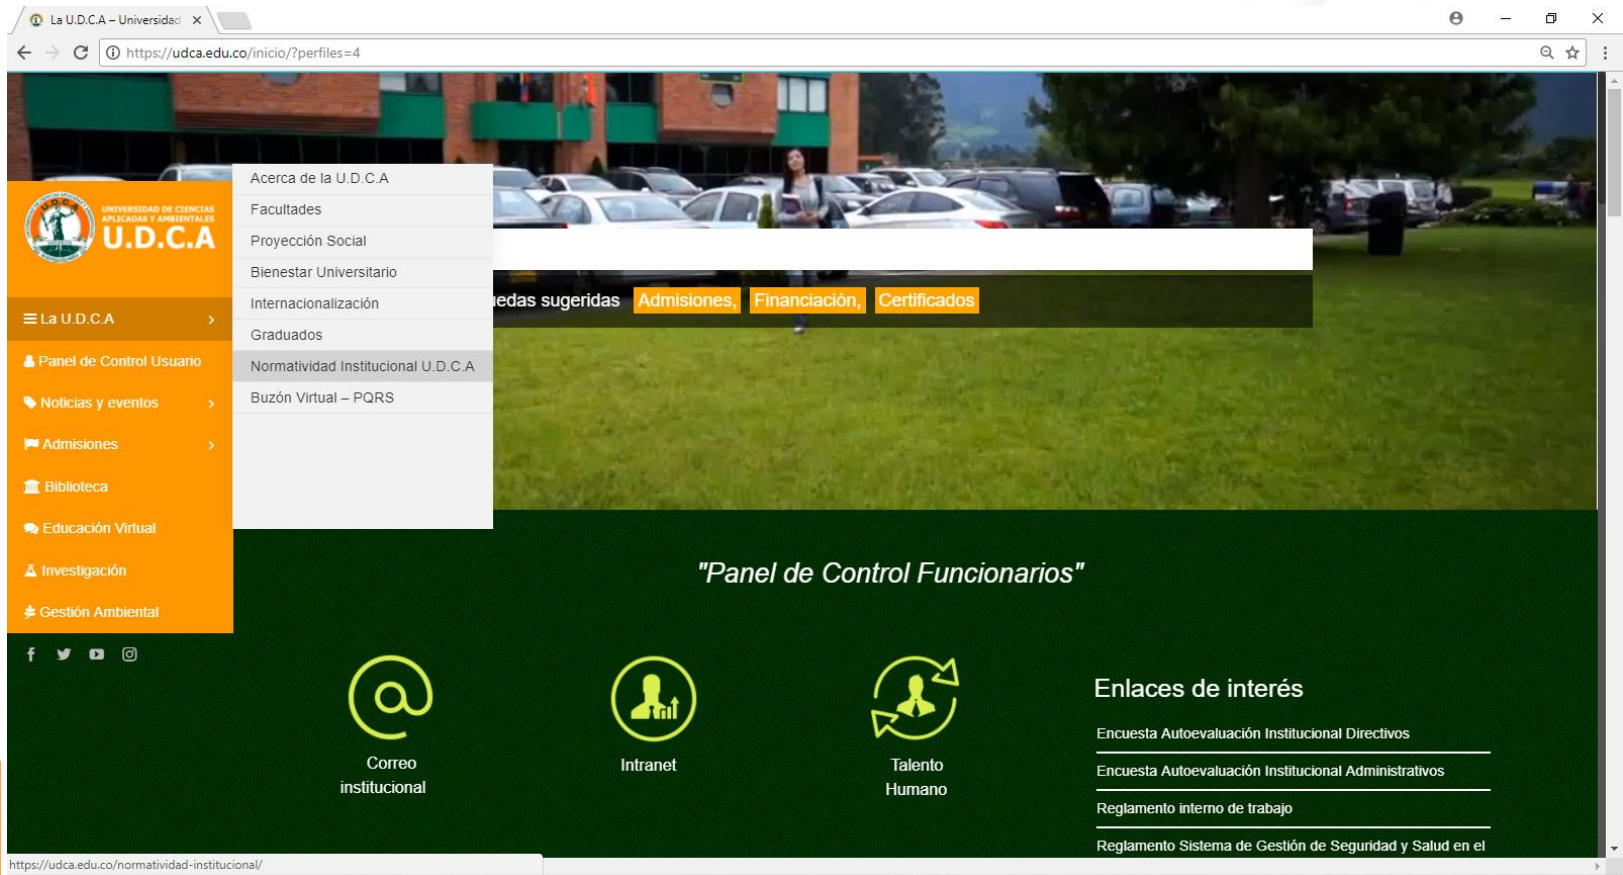 La U.D.C.A – Universidad
https://udca.edu.co/inicio/?perfiles=4
UNIVERSIDAD DE CIENCIAS
APLICADAS Y AMBIENTALES
U.D.C.A
La U.D.C.A
Panel de Control Usuario
Noticias y eventos
Admisiones
Biblioteca
Educación Virtual
Investigación
Gestión Ambiental
Acerca de la U.D.C.A
Facultades
Proyección Social
Bienestar Universitario
Internacionalización
Graduados
Normatividad Institucional U.D.C.A
Buzón Virtual – PQRS
uedas sugeridas Admisiones, Financiación, Certificados
"Panel de Control Funcionarios"
Correo
institucional
Intranet
Talento
Humano
Enlaces de interés
Encuesta Autoevaluación Institucional Directivos
Encuesta Autoevaluación Institucional Administrativos
Reglamento interno de trabajo
Reglamento Sistema de Gestión de Seguridad y Salud en el
https://udca.edu.co/normatividad-institucional/